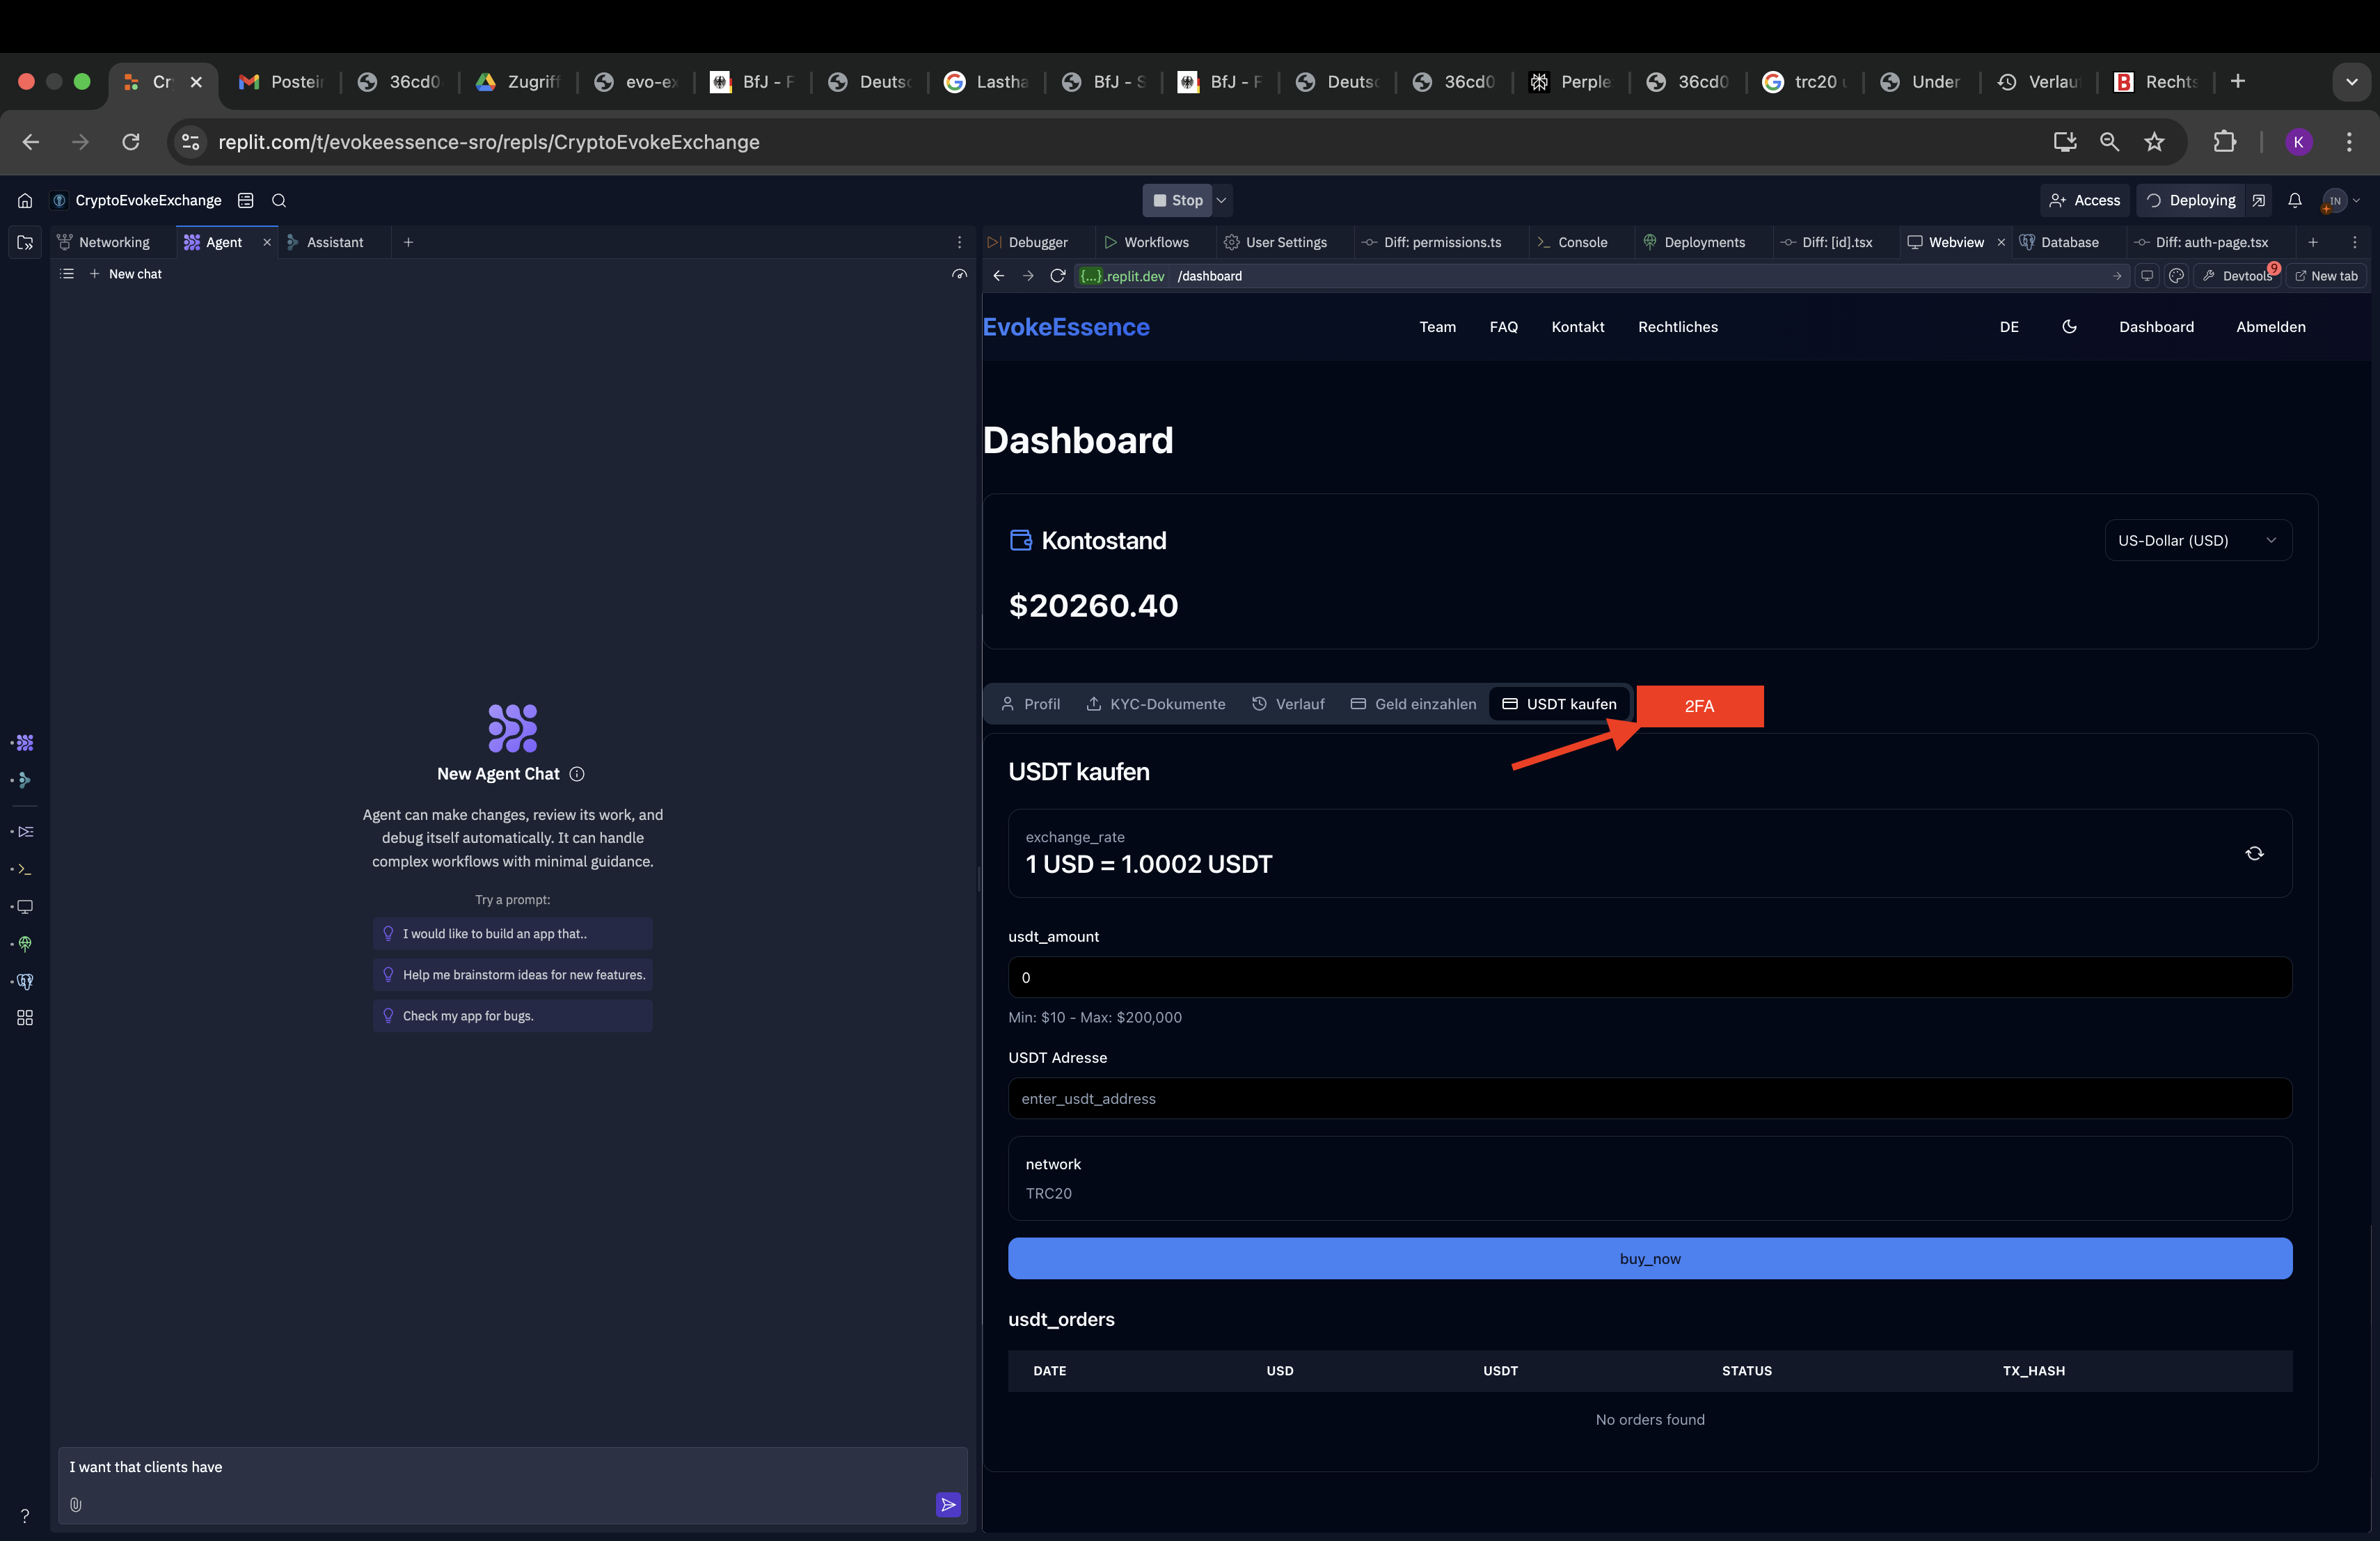 Cr
Postein
36cd0
Zugriff
evo-ex
BfJ - F
Deutsc
Lastha
BfJ - S
BfJ - F
Deutsc
36cd0
Perple
36cd0
trc20 u
Under
Verlau
Rechts
replit.com/t/evokeessence-sro/repls/CryptoEvokeExchange
K
CryptoEvokeExchange
Stop
Access
Deploying
IN
Networking
Agent
Assistant
Debugger
Workflows
User Settings
Diff: permissions.ts
Console
Deployments
Diff: [id].tsx
Webview
Database
Diff: auth-page.tsx
New chat
{...}.replit.dev /dashboard
Devtools
9
New tab
EvokeEssence
Team
FAQ
Kontakt
Rechtliches
DE
Dashboard
Abmelden
Dashboard
Kontostand
US-Dollar (USD)
$20260.40
Profil
KYC-Dokumente
Verlauf
Geld einzahlen
USDT kaufen
2FA
USDT kaufen
exchange_rate
1 USD = 1.0002 USDT
usdt_amount
0
Min: $10 - Max: $200,000
USDT Adresse
enter_usdt_address
network
TRC20
buy_now
usdt_orders
DATE
USD
USDT
STATUS
TX_HASH
No orders found
New Agent Chat
Agent can make changes, review its work, and
debug itself automatically. It can handle
complex workflows with minimal guidance.
Try a prompt:
I would like to build an app that..
Help me brainstorm ideas for new features.
Check my app for bugs.
I want that clients have
?